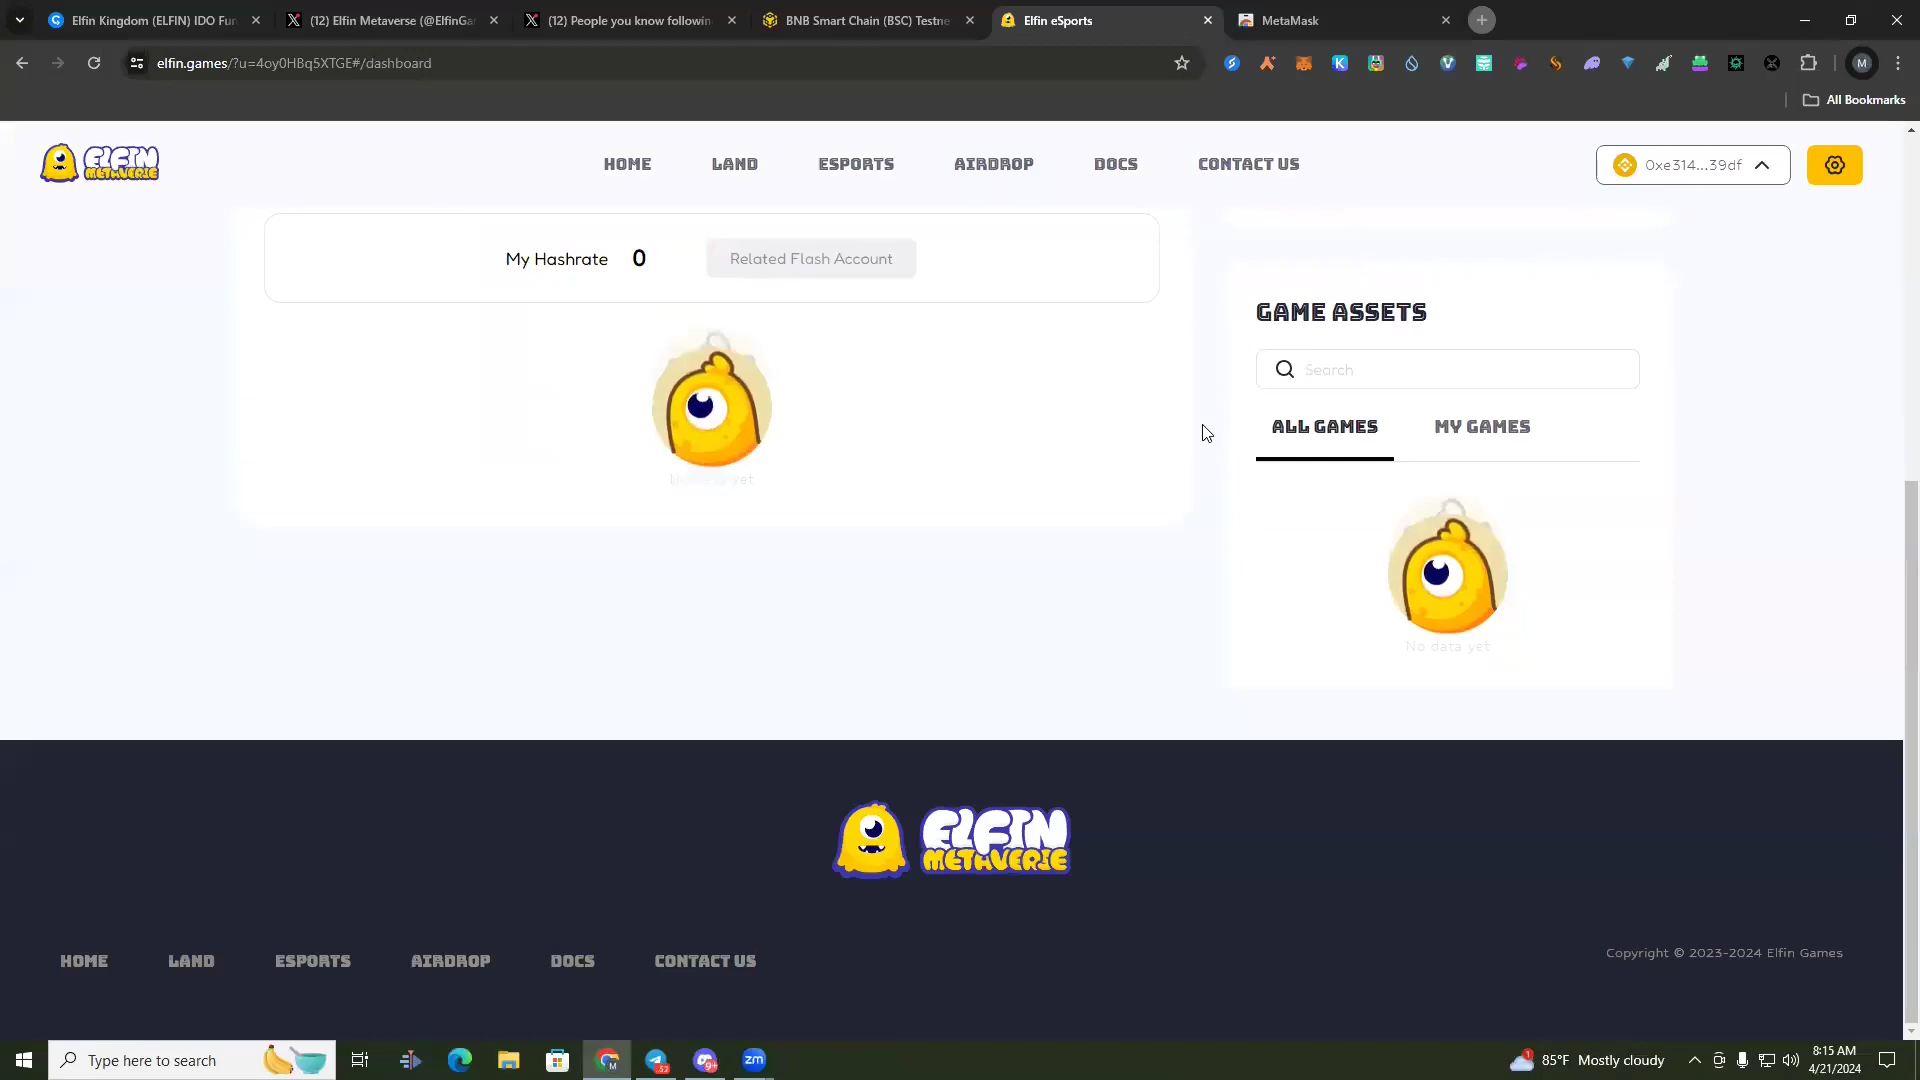 Elfin Kingdom (ELFIN) IDO Fun
(12) Elfin Metaverse (@ElfinGa
(12) People you know followin
BNB Smart Chain (BSC) Testne
Elfin eSports
MetaMask
elfin.games/?u=4oy0HBq5XTGE#/dashboard
M
All Bookmarks
ELFIN
METAVERSE
HOME
LAND
ESPORTS
AIRDROP
DOCS
CONTACT US
0xe314...39df
My Hashrate 0
Related Flash Account
yet
GAME ASSETS
Search
ALL GAMES
MY GAMES
No data yet
ELFIN
METAVERSE
HOME
LAND
ESPORTS
AIRDROP
DOCS
CONTACT US
Copyright © 2023-2024 Elfin Games
Type here to search
zm
85°F Mostly cloudy
8:15 AM
4/21/2024